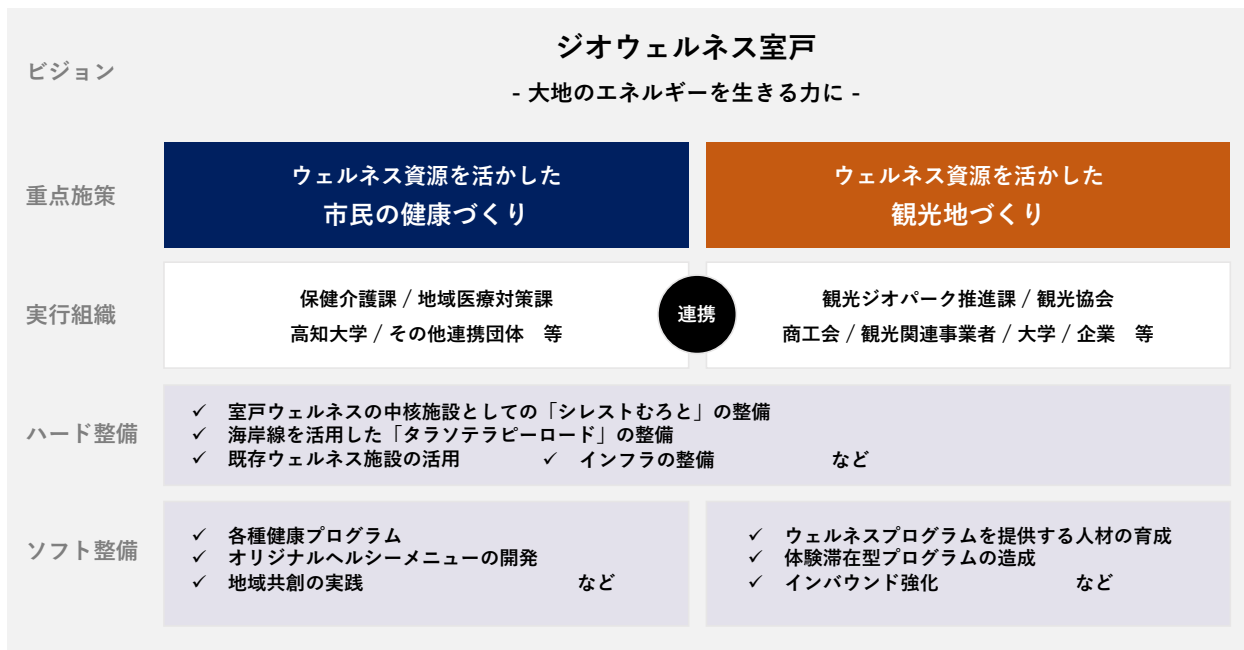 ビジョン
ジオウェルネス室戸
- 大地のエネルギーを生きる力に -
重点施策
ウェルネス資源を活かした
市民の健康づくり
ウェルネス資源を活かした
観光地づくり
実行組織
保健介護課 / 地域医療対策課
高知大学 / その他連携団体　等
連携
観光ジオパーク推進課 / 観光協会
商工会 / 観光関連事業者 / 大学 / 企業　等
ハード整備
✓ 室戸ウェルネスの中核施設としての「シレストむろと」の整備
✓ 海岸線を活用した「タラソテラピーロード」の整備
✓ 既存ウェルネス施設の活用　✓ インフラの整備　など
ソフト整備
✓ 各種健康プログラム
✓ オリジナルヘルシーメニューの開発
✓ 地域共創の実践　など
✓ ウェルネスプログラムを提供する人材の育成
✓ 体験滞在型プログラムの造成
✓ インバウンド強化　など